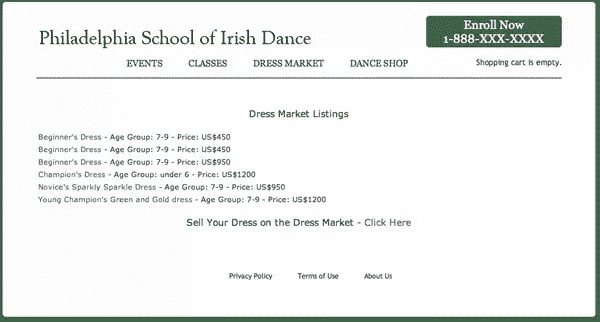 Philadelphia School of Irish Dance
Enroll Now
1-888-XXX-XXXX
EVENTS CLASSES DRESS MARKET DANCE SHOP
Shopping cart is empty.
Dress Market Listings
Beginner's Dress - Age Group: 7-9 - Price: US$450
Beginner's Dress - Age Group: 7-9 - Price: US$450
Beginner's Dress - Age Group: 7-9 - Price: US$950
Champion's Dress - Age Group: under 6 - Price: US$1200
Novice's Sparkly Sparkle Dress - Age Group: 7-9 - Price: US$950
Young Champion's Green and Gold dress - Age Group: 7-9 - Price: US$1200
Sell Your Dress on the Dress Market - Click Here
Privacy Policy Terms of Use About Us